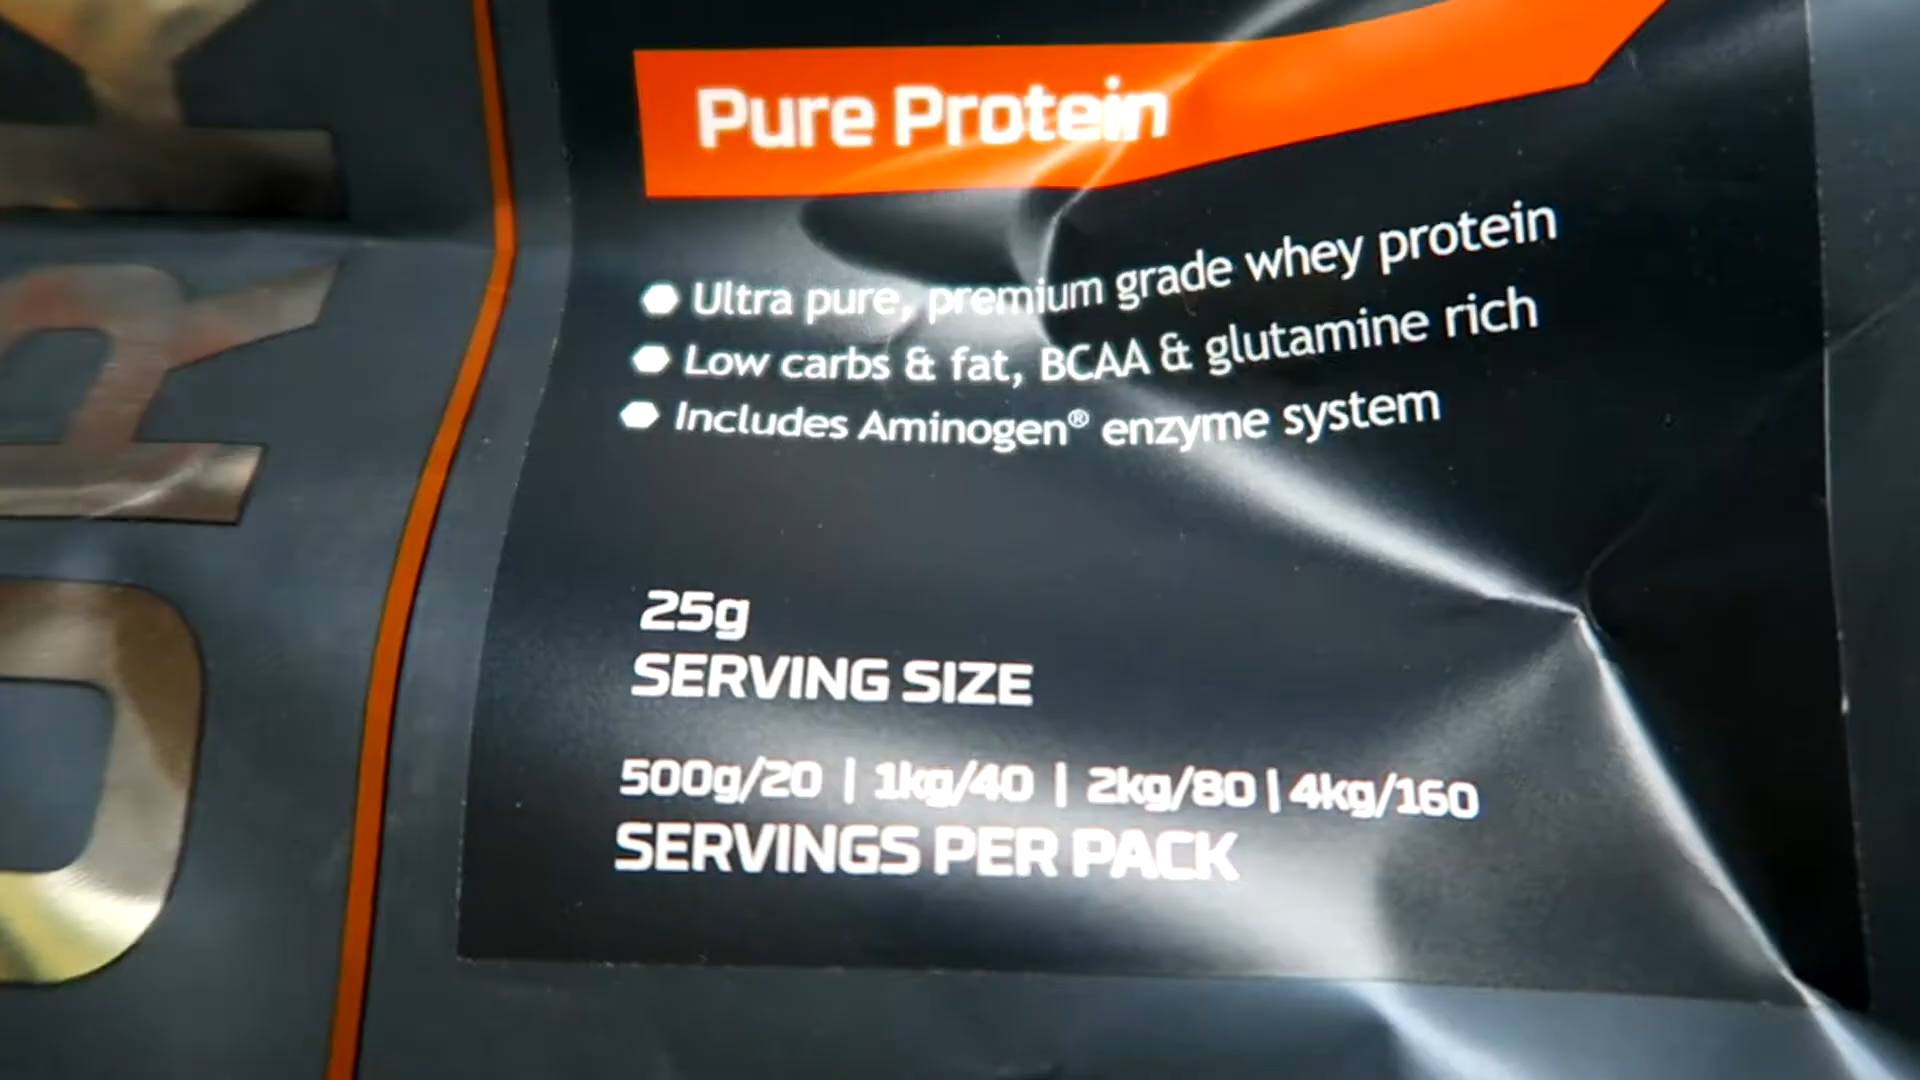 Pure Protein
Ultra pure, premium grade whey protein
Low carbs & fat, BCAA & glutamine rich
Includes Aminogen® enzyme system
25g
SERVING SIZE
500g/20 | 1kg/40 | 2kg/80 | 4kg/160
SERVINGS PER PACK